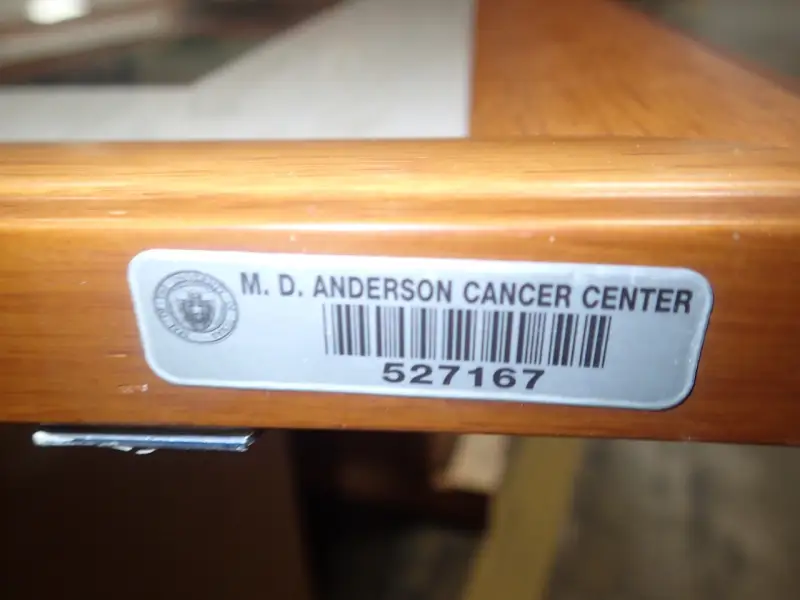 M. D. ANDERSON CANCER CENTER
527167